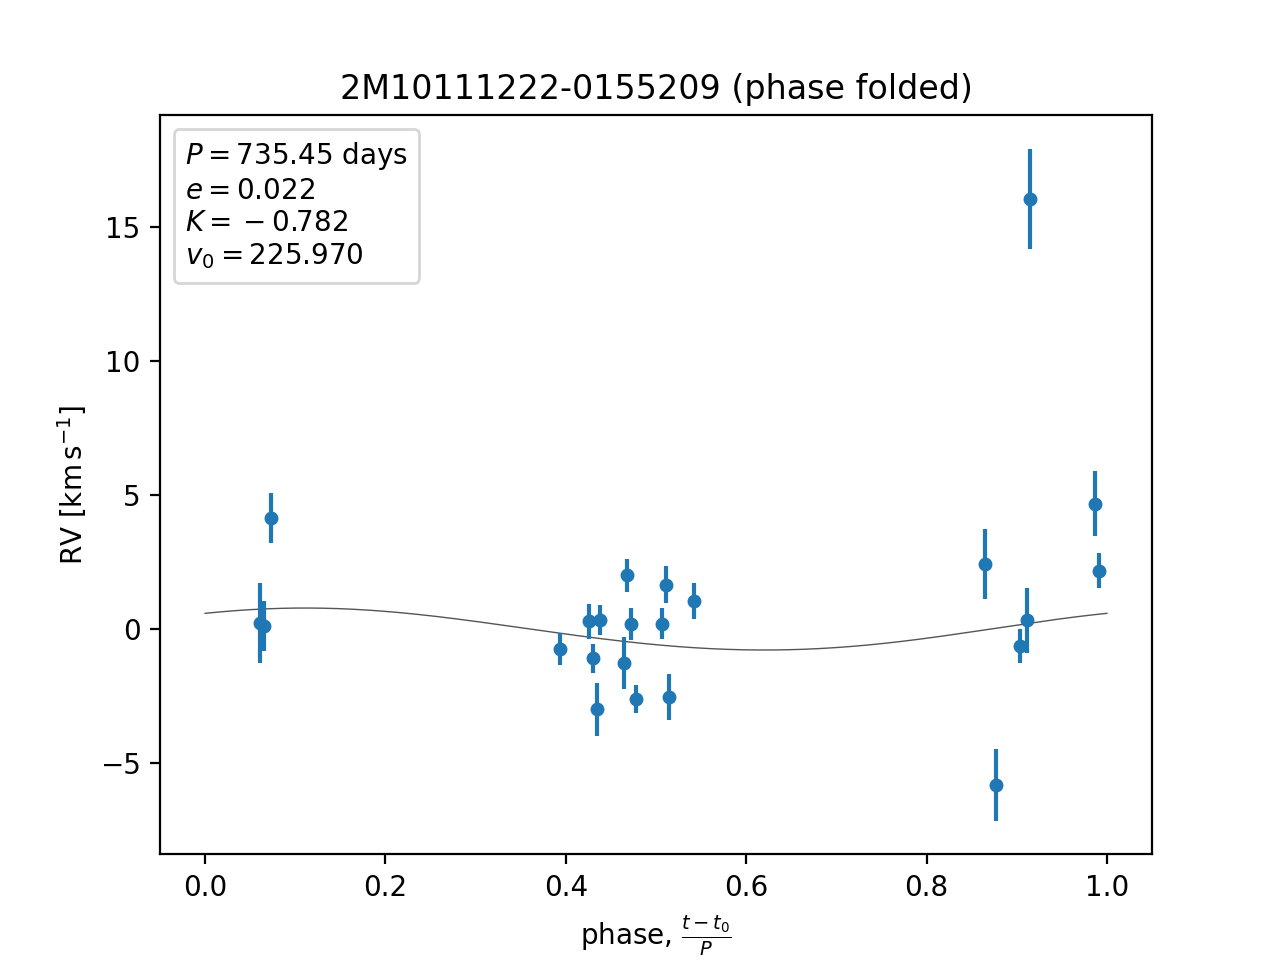 2M10111222-0155209 (phase folded)
P = 735.45 days
e = 0.022
K = −0.782
v₀ = 225.970
15
10
5
0
−5
RV [km s⁻¹]
0.0 0.2 0.4 0.6 0.8 1.0
phase, (t − t₀)/P